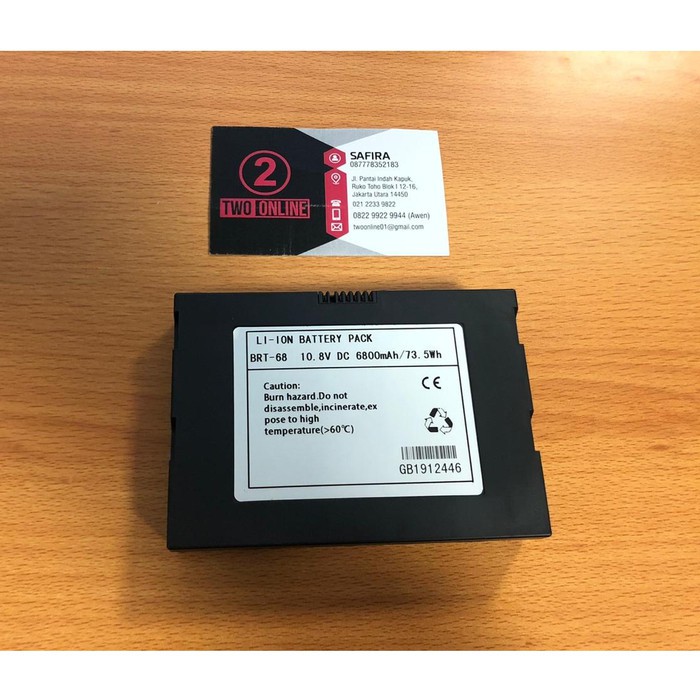 2
TWO ONLINE
SAFIRA
087778352183
Jl. Pantai Indah Kapuk,
Ruko Toho Blok I 12-16,
Jakarta Utara 14450
021 2233 9822
0822 9922 9944 (Awen)
twoonline01@gmail.com
LI-ION BATTERY PACK
BRT-68 10.8V DC 6800mAh/73.5Wh
Caution:
Burn hazard.Do not
disassemble,incinerate,ex
pose to high
temperature(>60℃)
CE
GB1912446